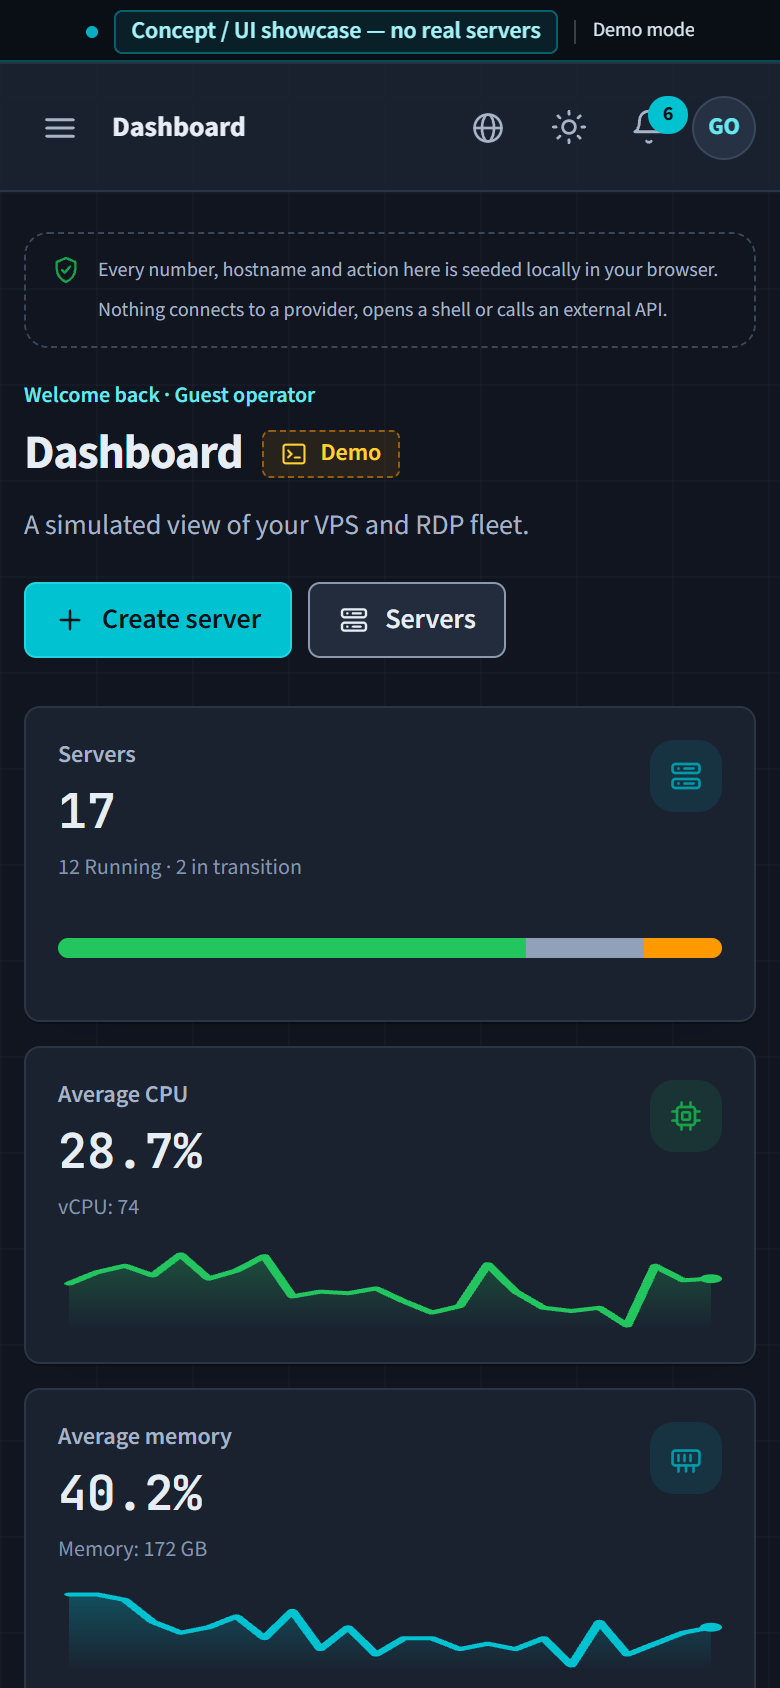 Concept / UI showcase — no real servers
Demo mode
Dashboard
6
GO
Every number, hostname and action here is seeded locally in your browser.
Nothing connects to a provider, opens a shell or calls an external API.
Welcome back · Guest operator
Dashboard
Demo
A simulated view of your VPS and RDP fleet.
Create server
Servers
Servers
17
12 Running · 2 in transition
Average CPU
28.7%
vCPU: 74
Average memory
40.2%
Memory: 172 GB